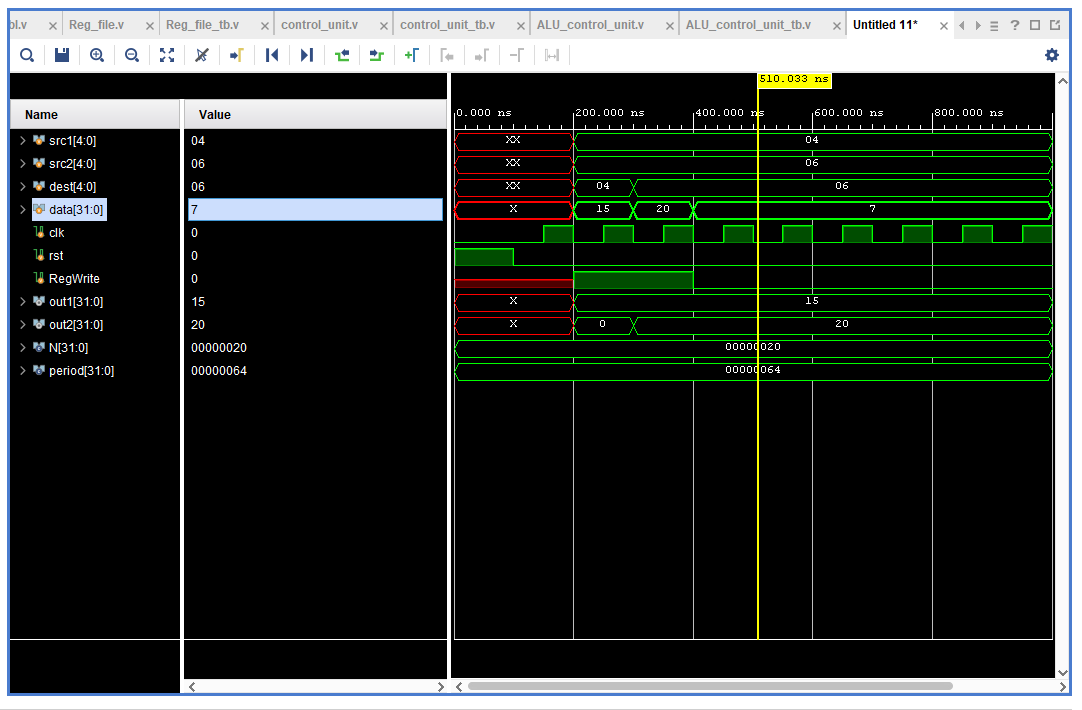 ol.v Reg_file.v Reg_file_tb.v control_unit.v control_unit_tb.v ALU_control_unit.v ALU_control_unit_tb.v Untitled 11*
510.033 ns
Name Value 0.000 ns 200.000 ns 400.000 ns 600.000 ns 800.000 ns
src1[4:0] 04 XX 04
src2[4:0] 06 XX 06
dest[4:0] 06 XX 04 06
data[31:0] 7 X 15 20 7
clk 0
rst 0
RegWrite 0
out1[31:0] 15 X 15
out2[31:0] 20 X 0 20
N[31:0] 00000020 00000020
period[31:0] 00000064 00000064